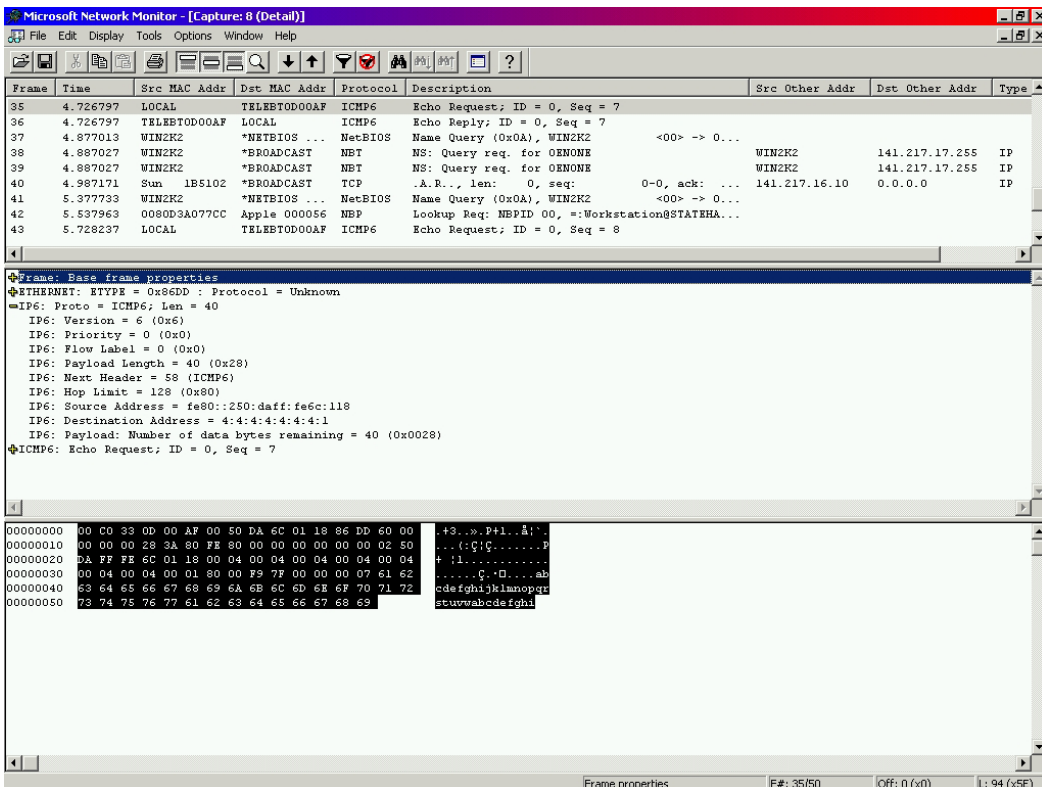 Microsoft Network Monitor - [Capture: 8 (Detail)]
File Edit Display Tools Options Window Help
Frame Time Src MAC Addr Dst MAC Addr Protocol Description Src Other Addr Dst Other Addr Type
35 4.726797 LOCAL TELEBTOD00AF ICMP6 Echo Request; ID = 0, Seq = 7
36 4.726797 TELEBTOD00AF LOCAL ICMP6 Echo Reply; ID = 0, Seq = 7
37 4.877013 WIN2K2 *NETBIOS ... NetBIOS Name Query (0x0A), WIN2K2 <00> -> 0...
38 4.887027 WIN2K2 *BROADCAST NBT NS: Query req. for OENONE WIN2K2 141.217.17.255 IP
39 4.887027 WIN2K2 *BROADCAST NBT NS: Query req. for OENONE WIN2K2 141.217.17.255 IP
40 4.987171 Sun 1B5102 *BROADCAST TCP .A.R.., len: 0, seq: 0-0, ack: ... 141.217.16.10 0.0.0.0 IP
41 5.377733 WIN2K2 *NETBIOS ... NetBIOS Name Query (0x0A), WIN2K2 <00> -> 0...
42 5.537963 0080D3A077CC Apple 000056 NBP Lookup Req: NBPID 00, =:Workstation@STATEHA...
43 5.728237 LOCAL TELEBTOD00AF ICMP6 Echo Request; ID = 0, Seq = 8
Frame: Base frame properties
ETHERNET: ETYPE = 0x86DD : Protocol = Unknown
IP6: Proto = ICMP6; Len = 40
IP6: Version = 6 (0x6)
IP6: Priority = 0 (0x0)
IP6: Flow Label = 0 (0x0)
IP6: Payload Length = 40 (0x28)
IP6: Next Header = 58 (ICMP6)
IP6: Hop Limit = 128 (0x80)
IP6: Source Address = fe80::250:daff:fe6c:118
IP6: Destination Address = 4:4:4:4:4:4:4:1
IP6: Payload: Number of data bytes remaining = 40 (0x0028)
ICMP6: Echo Request; ID = 0, Seq = 7
00000000 00 C0 33 0D 00 AF 00 50 DA 6C 01 18 86 DD 60 00 .+3..».P+l..å¦`.
00000010 00 00 00 28 3A 80 FE 80 00 00 00 00 00 00 02 50 ...(:Ç¦Ç.......P
00000020 DA FF FE 6C 01 18 00 04 00 04 00 04 00 04 00 04 + ¦l............
00000030 00 04 00 04 00 01 80 00 F9 7F 00 00 00 07 61 62 ......Ç.·□....ab
00000040 63 64 65 66 67 68 69 6A 6B 6C 6D 6E 6F 70 71 72 cdefghijklmnopqr
00000050 73 74 75 76 77 61 62 63 64 65 66 67 68 69 stuvwabcdefghi
Frame properties F#: 35/50 Off: 0 (x0) L: 94 (x5E)